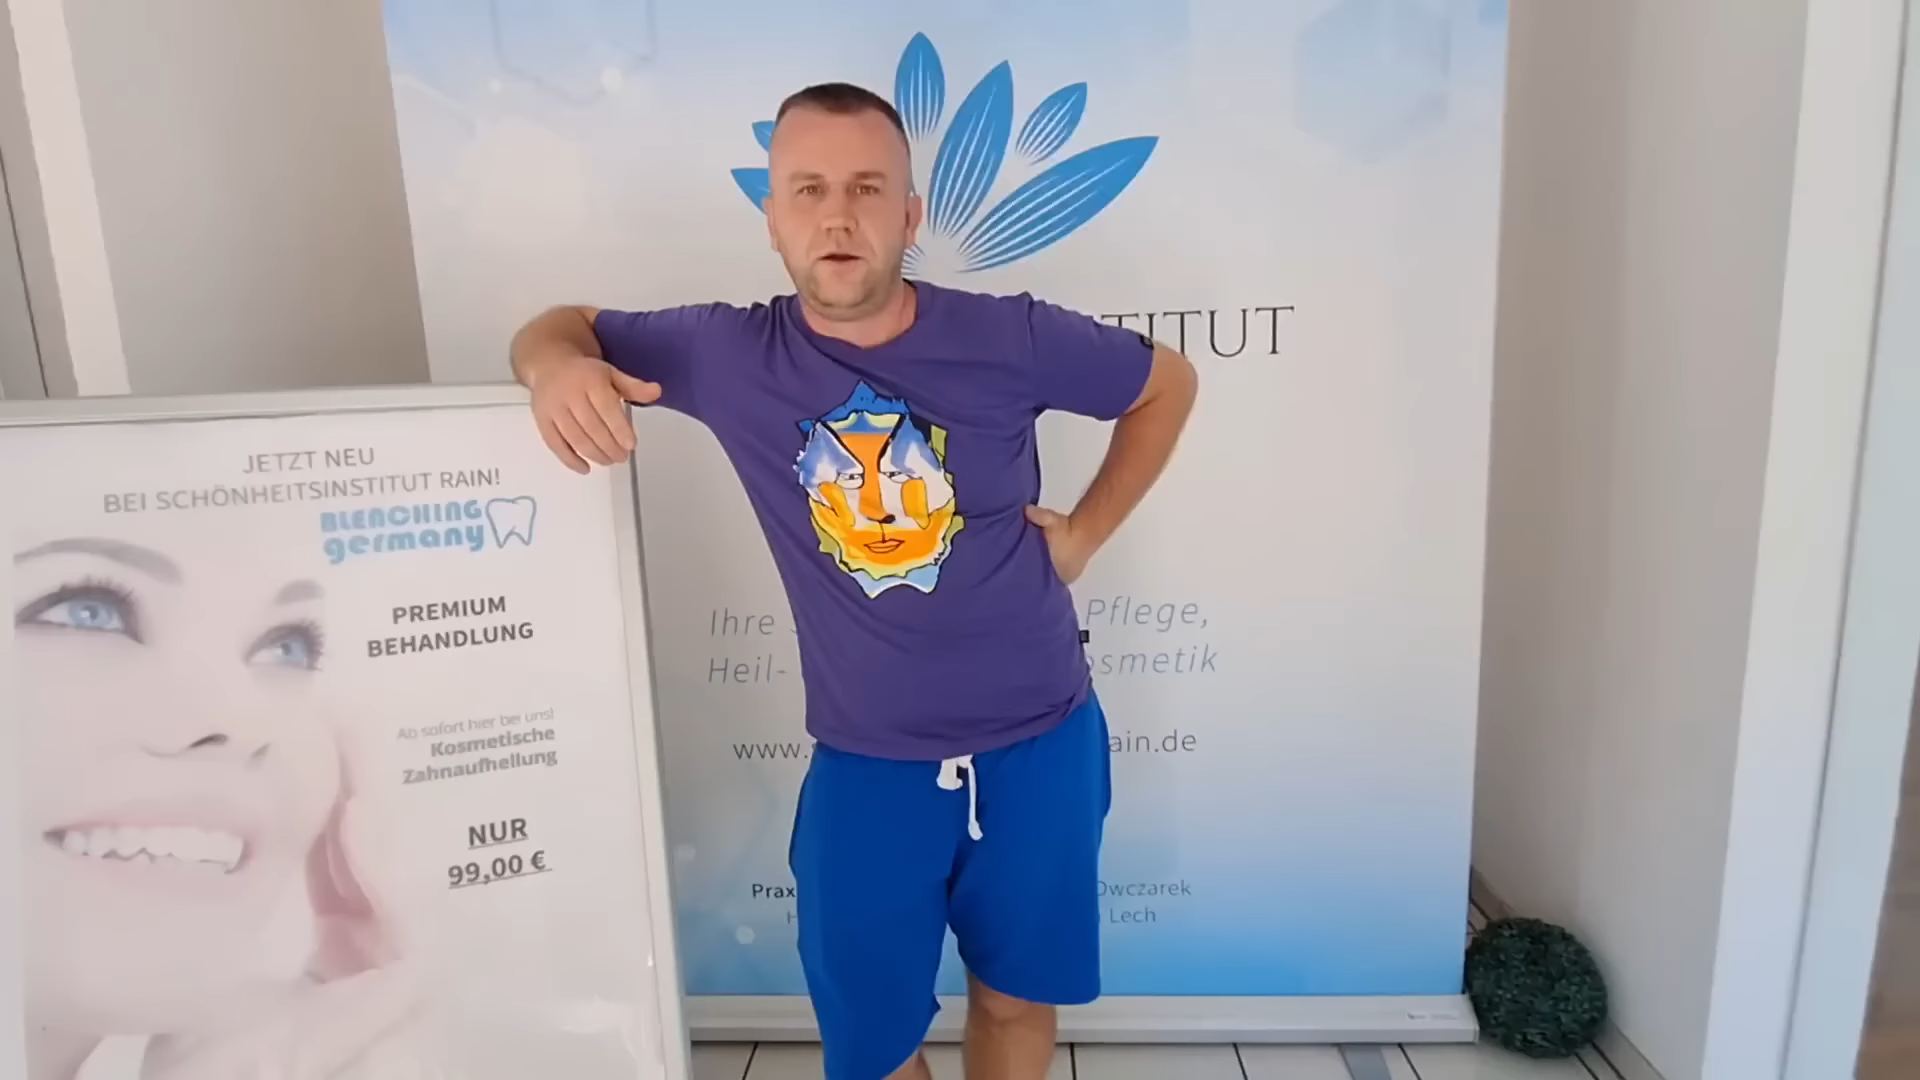 JETZT NEU
BEI SCHÖNHEITSINSTITUT RAIN!
BLEACHING
germany
PREMIUM
BEHANDLUNG
Ab sofort hier bei uns!
Kosmetische
Zahnaufhellung
NUR
99,00 €
TITUT
Ihre Pflege,
Heil- osmetik
www. ain.de
Prax Owczarek
Lech